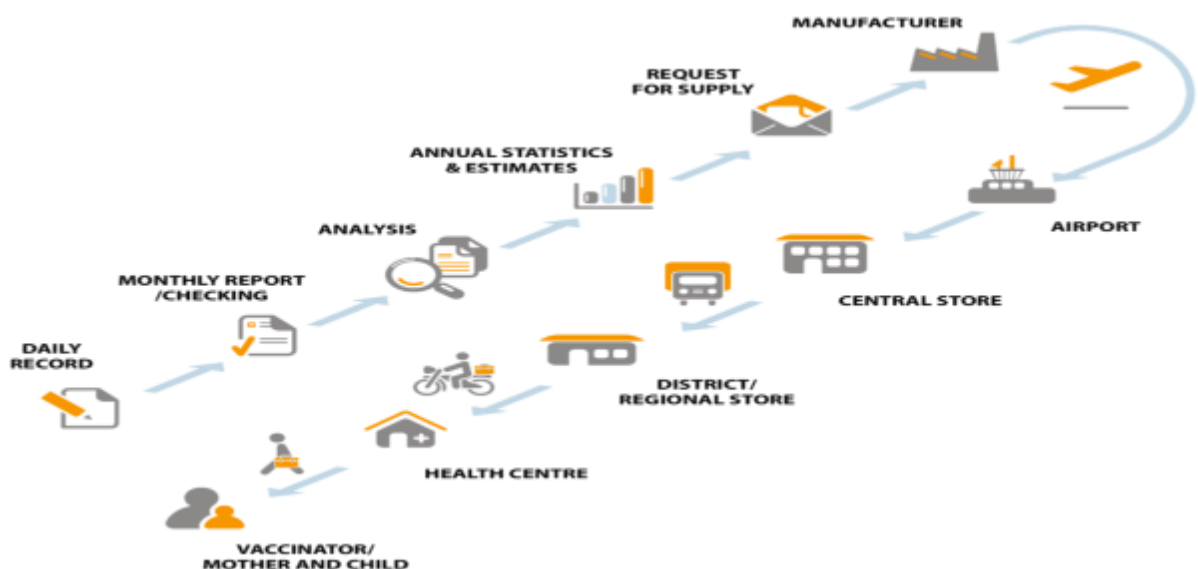 MANUFACTURER
REQUEST
FOR SUPPLY
ANNUAL STATISTICS
& ESTIMATES
ANALYSIS
MONTHLY REPORT
/CHECKING
DAILY
RECORD
AIRPORT
CENTRAL STORE
DISTRICT/
REGIONAL STORE
HEALTH CENTRE
VACCINATOR/
MOTHER AND CHILD